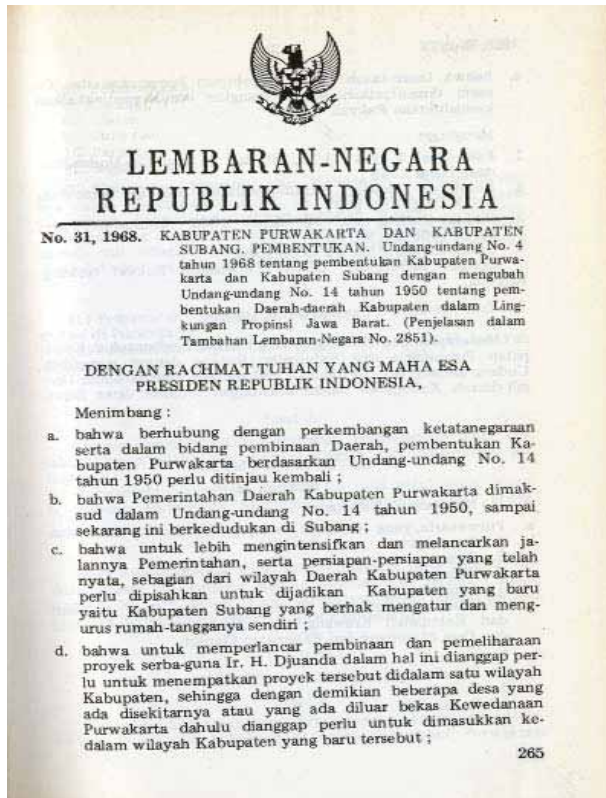 LEMBARAN-NEGARA
REPUBLIK INDONESIA
No. 31, 1968. KABUPATEN PURWAKARTA DAN KABUPATEN
SUBANG. PEMBENTUKAN. Undang-undang No. 4
tahun 1968 tentang pembentukan Kabupaten Purwa-
karta dan Kabupaten Subang dengan mengubah
Undang-undang No. 14 tahun 1950 tentang pem-
bentukan Daerah-daerah Kabupaten dalam Ling-
kungan Propinsi Jawa Barat. (Penjelasan dalam
Tambahan Lembaran-Negara No. 2851).
DENGAN RACHMAT TUHAN YANG MAHA ESA
PRESIDEN REPUBLIK INDONESIA,
Menimbang :
a. bahwa berhubung dengan perkembangan ketatanegaraan
serta dalam bidang pembinaan Daerah, pembentukan Ka-
bupaten Purwakarta berdasarkan Undang-undang No. 14
tahun 1950 perlu ditinjau kembali ;
b. bahwa Pemerintahan Daerah Kabupaten Purwakarta dimak-
sud dalam Undang-undang No. 14 tahun 1950, sampai
sekarang ini berkedudukan di Subang ;
c. bahwa untuk lebih mengintensifkan dan melancarkan ja-
lannya Pemerintahan, serta persiapan-persiapan yang telah
nyata, sebagian dari wilayah Daerah Kabupaten Purwakarta
perlu dipisahkan untuk dijadikan Kabupaten yang baru
yaitu Kabupaten Subang yang berhak mengatur dan meng-
urus rumah-tangganya sendiri ;
d. bahwa untuk memperlancar pembinaan dan pemeliharaan
proyek serba-guna Ir. H. Djuanda dalam hal ini dianggap per-
lu untuk menempatkan proyek tersebut didalam satu wilayah
Kabupaten, sehingga dengan demikian beberapa desa yang
ada disekitarnya atau yang ada diluar bekas Kewedanaan
Purwakarta dahulu dianggap perlu untuk dimasukkan ke-
dalam wilayah Kabupaten yang baru tersebut ;
265